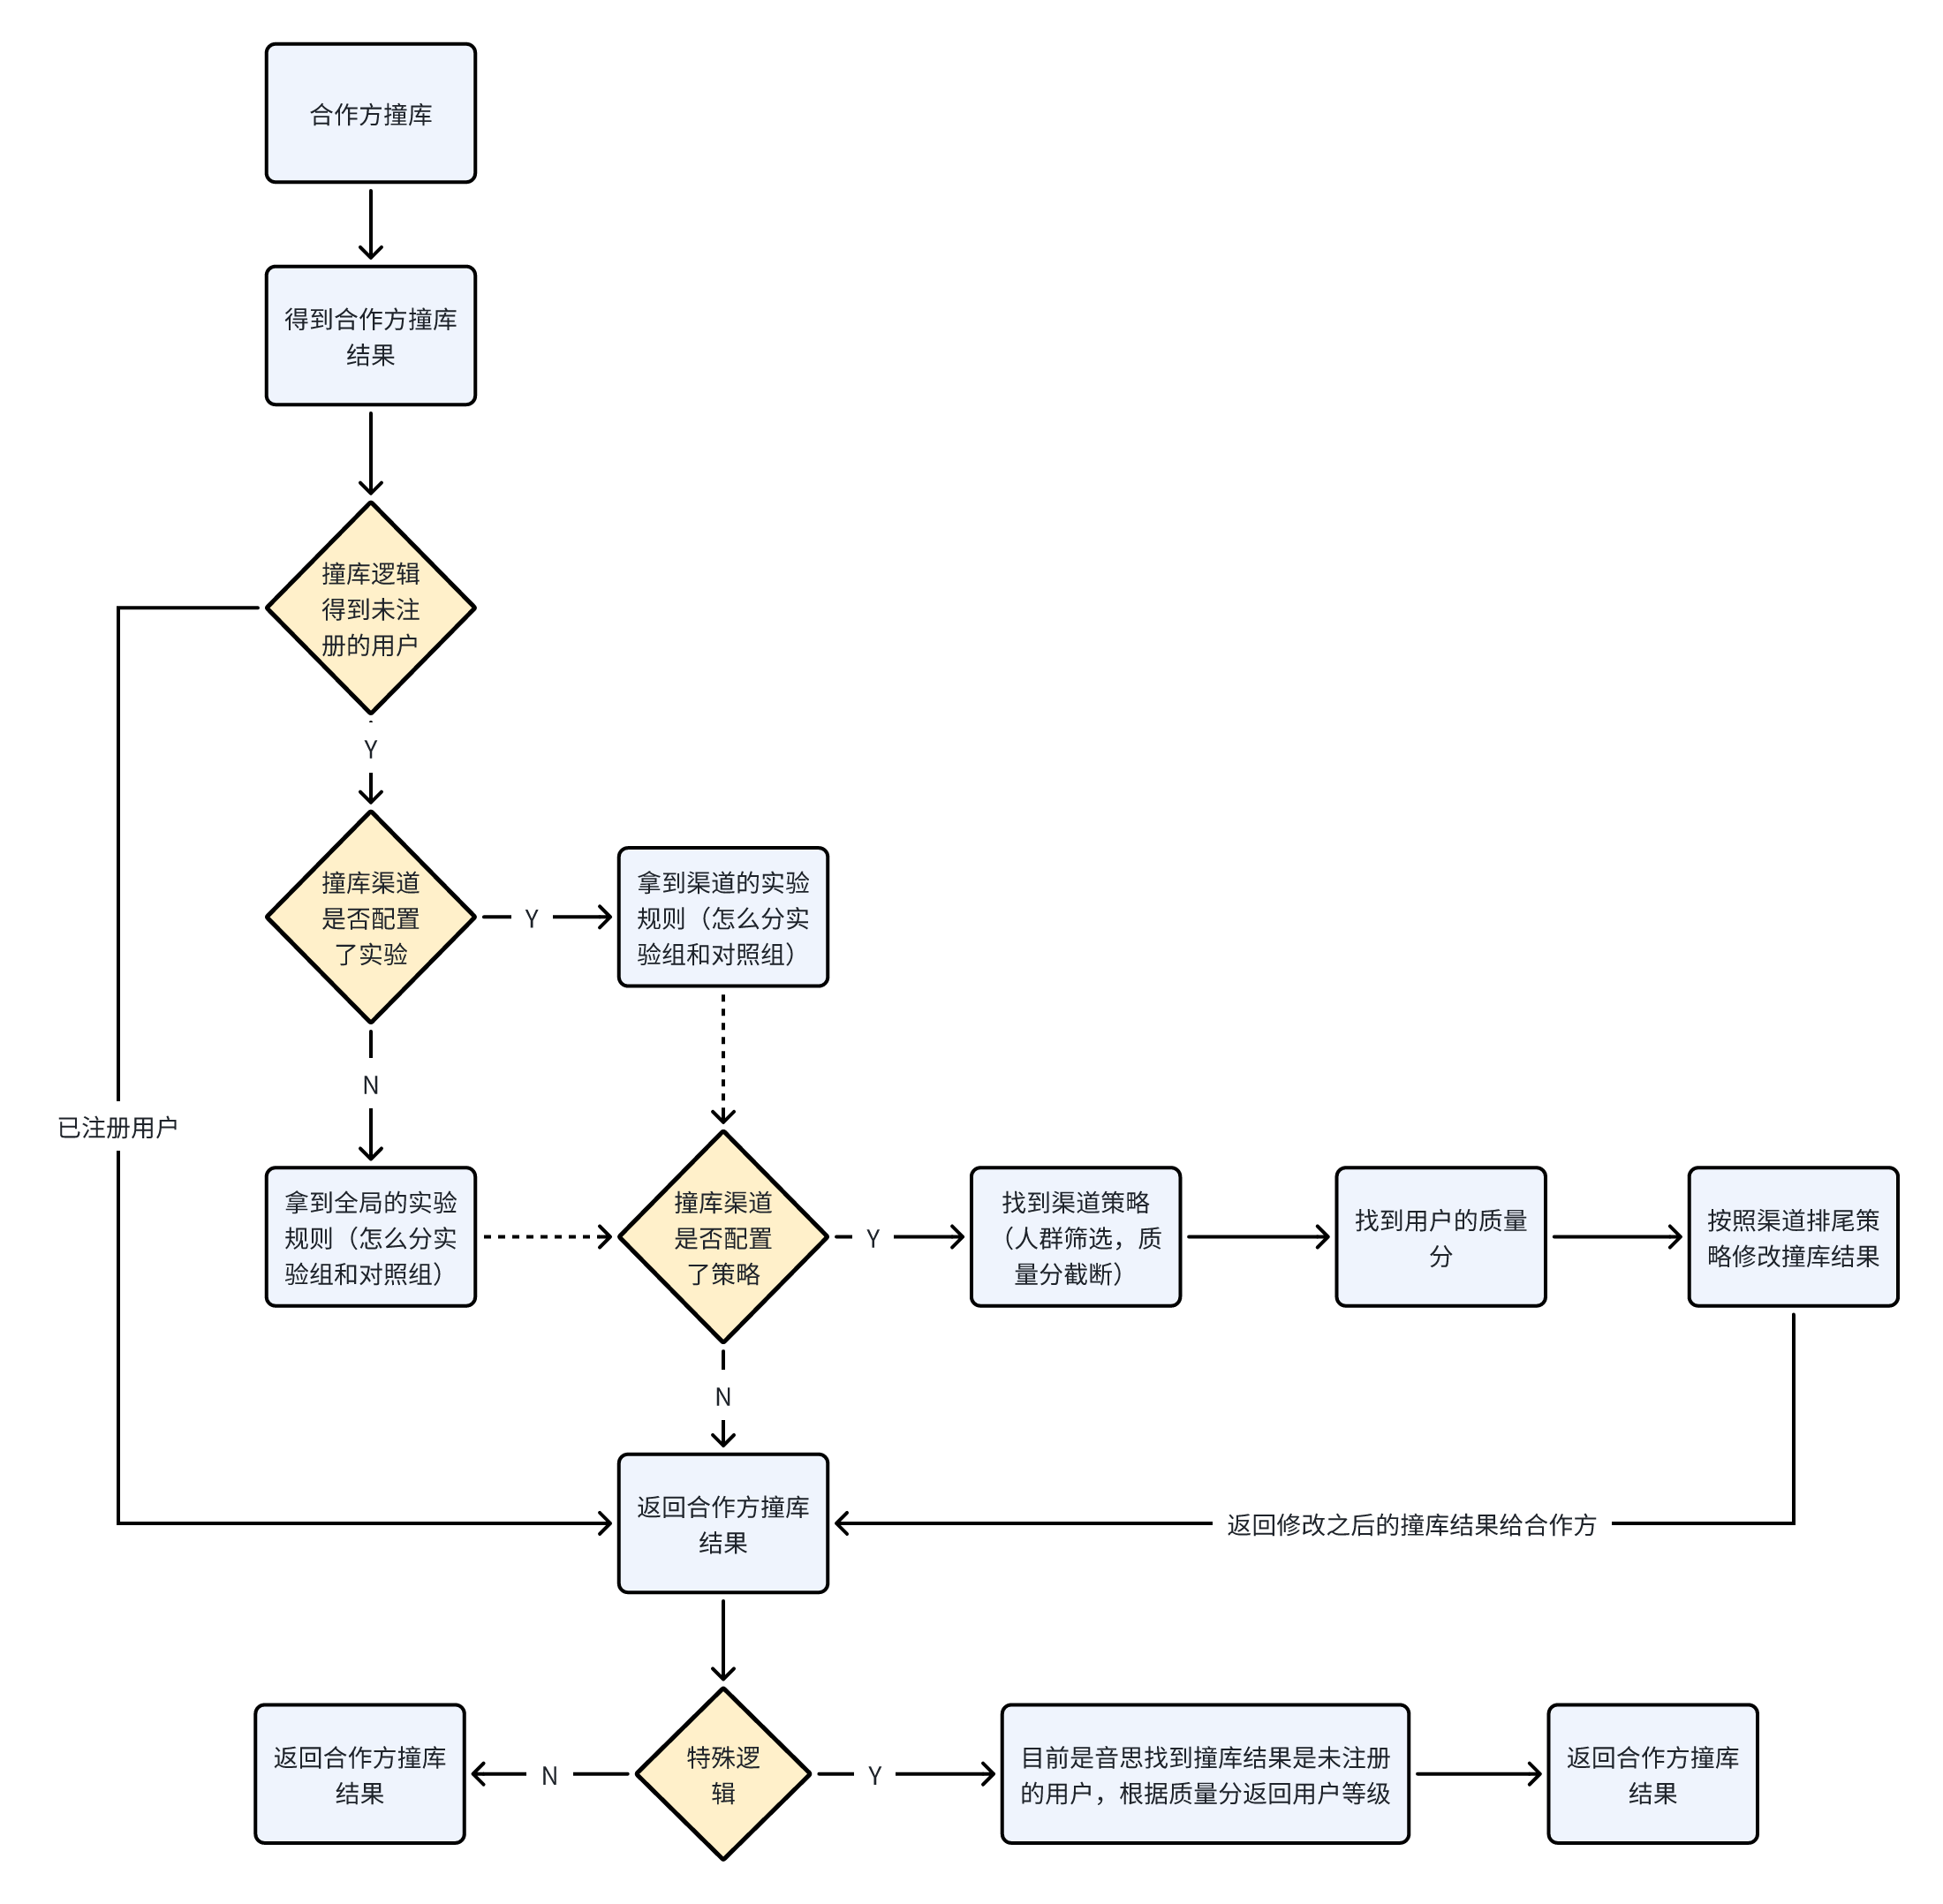 合作方撞库
得到合作方撞库
结果
撞库逻辑
得到未注
册的用户
Y
撞库渠道
是否配置
了实验
Y
拿到渠道的实验
规则（怎么分实
验组和对照组）
N
已注册用户
拿到全局的实验
规则（怎么分实
验组和对照组）
撞库渠道
是否配置
了策略
Y
找到渠道策略
（人群筛选，质
量分截断）
找到用户的质量
分
按照渠道排尾策
略修改撞库结果
N
返回合作方撞库
结果
返回修改之后的撞库结果给合作方
返回合作方撞库
结果
N
特殊逻
辑
Y
目前是音思找到撞库结果是未注册
的用户，根据质量分返回用户等级
返回合作方撞库
结果